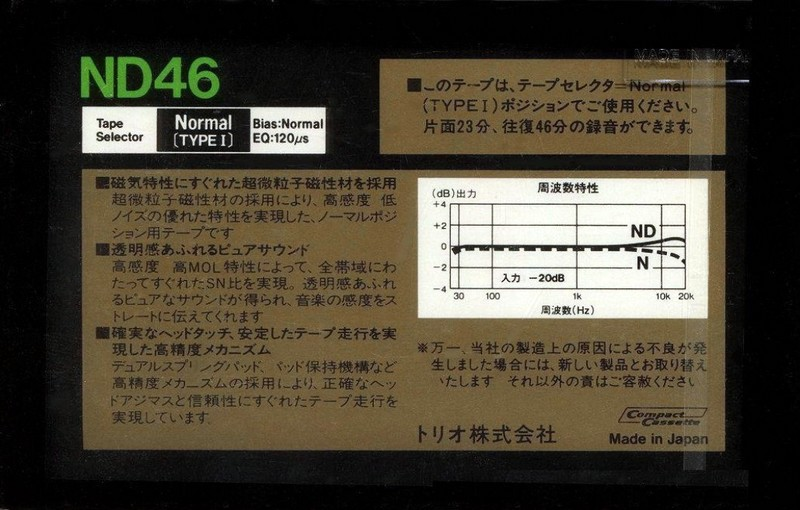 ND46
MADE IN JAPAN
Tape
Selector
Normal
(TYPE I)
Bias:Normal
EQ:120μs
■このテープは、テープセレクター=Normal
(TYPEI)ポジションでご使用ください。
片面23分、往復46分の録音ができます。
■磁気特性にすぐれた超微粒子磁性材を採用
超微粒子磁性材の採用により、高感度 低
ノイズの優れた特性を実現した、ノーマルポジ
ション用テープです
■透明感あふれるピュアサウンド
高感度 高MOL特性によって、全帯域にわ
たってすぐれたSN比を実現。透明感あふれ
るピュアなサウンドが得られ、音楽の感度をス
トレートに伝えてくれます
■確実なヘッドタッチ、安定したテープ走行を実
現した高精度メカニズム
デュアルスプリングパッド、パッド保持機構など
高精度メカニズムの採用により、正確なヘッ
ドアジマスと信頼性にすぐれたテープ走行を
実現しています.
(dB)出力
周波数特性
+4
+2
0
−2
−4
ND
N
入力 −20dB
30 100 1k 10k 20k
周波数(Hz)
※万一、当社の製造上の原因による不良が発
生しました場合には、新しい製品とお取り替え
いたします それ以外の責はご容赦ください
Compact
Cassette
トリオ株式会社
Made in Japan